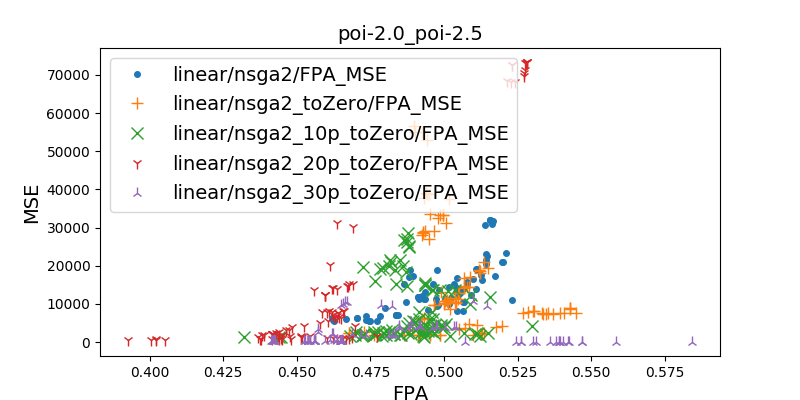 poi-2.0_poi-2.5
linear/nsga2/FPA_MSE
linear/nsga2_toZero/FPA_MSE
linear/nsga2_10p_toZero/FPA_MSE
linear/nsga2_20p_toZero/FPA_MSE
linear/nsga2_30p_toZero/FPA_MSE
MSE
70000
60000
50000
40000
30000
20000
10000
0
0.400 0.425 0.450 0.475 0.500 0.525 0.550 0.575
FPA